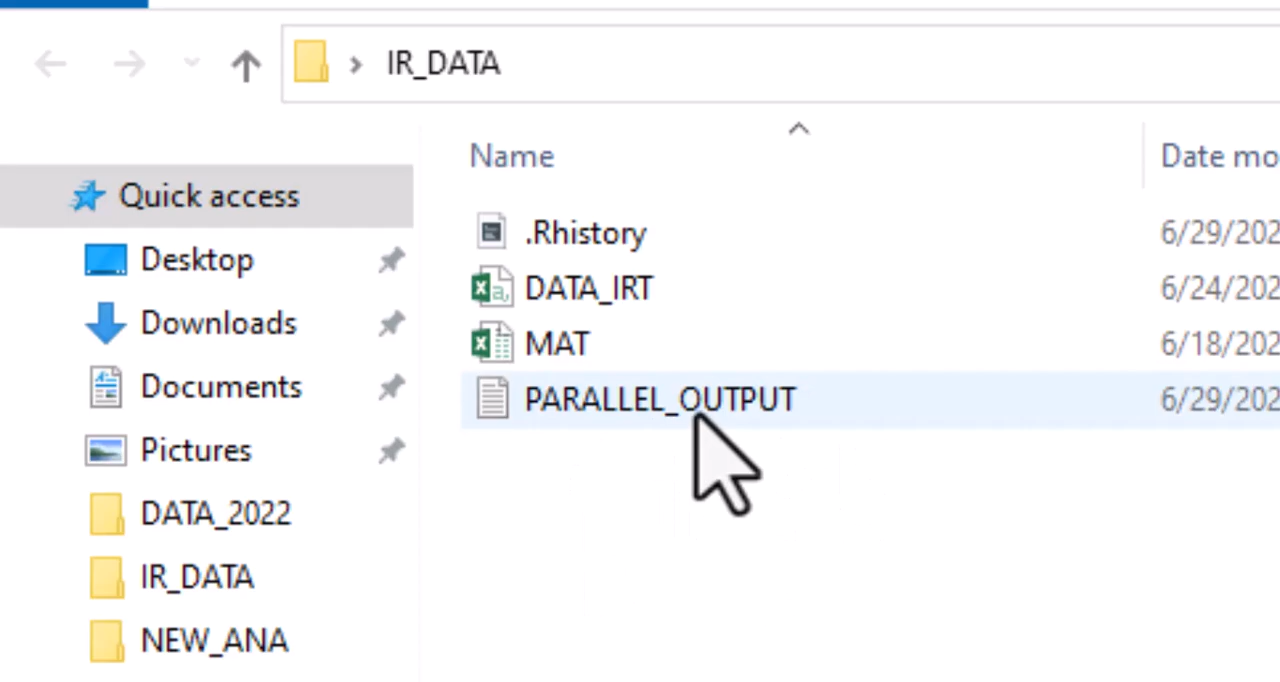 IR_DATA
Name
Date mo
Quick access
.Rhistory
6/29/202
Desktop
DATA_IRT
6/24/202
Downloads
MAT
6/18/202
Documents
PARALLEL_OUTPUT
6/29/202
Pictures
DATA_2022
IR_DATA
NEW_ANA